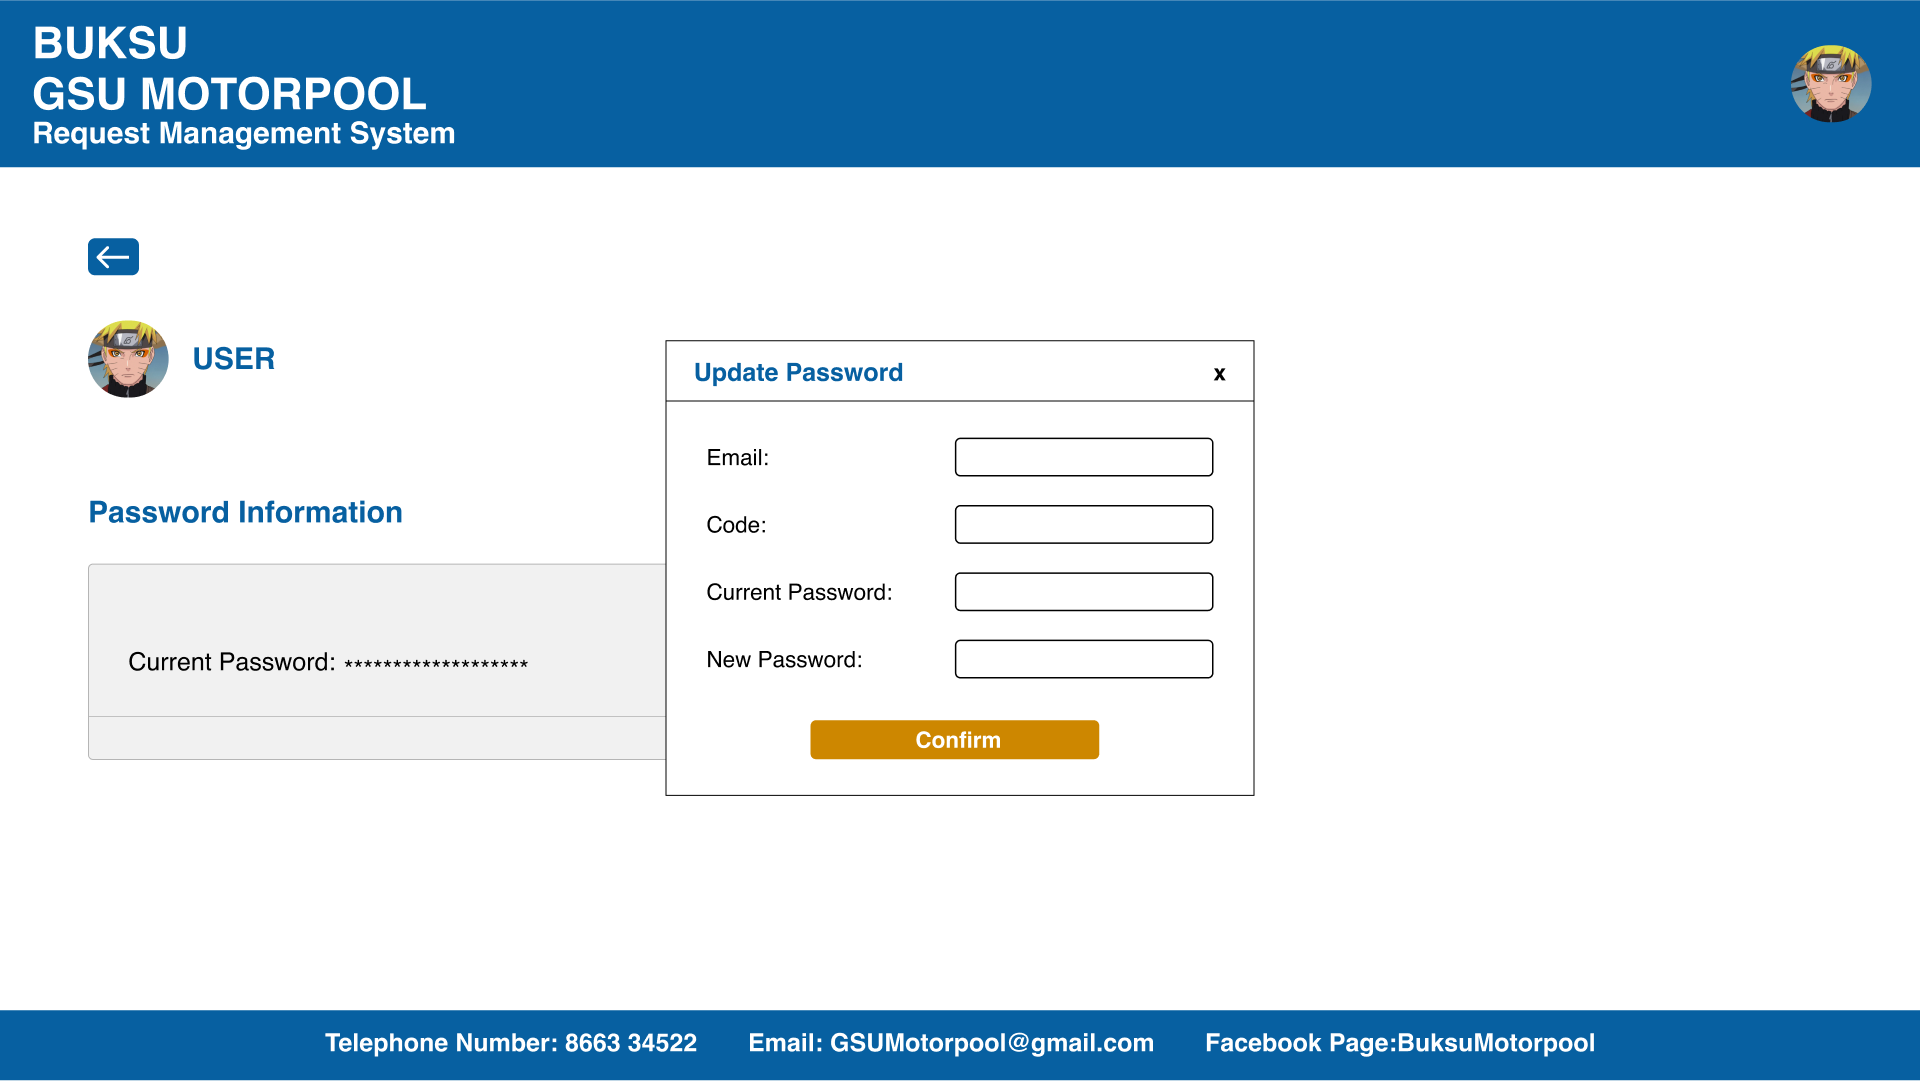 BUKSU
GSU MOTORPOOL
Request Management System
USER
Password Information
Current Password: *******************
Update Password
x
Email:
Code:
Current Password:
New Password:
Confirm
Telephone Number: 8663 34522 Email: GSUMotorpool@gmail.com Facebook Page:BuksuMotorpool